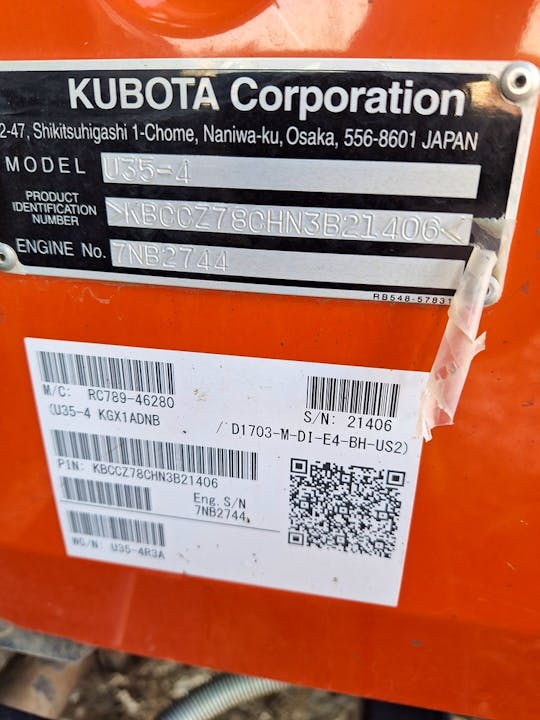 KUBOTA Corporation
2-47, Shikitsuhigashi 1-Chome, Naniwa-ku, Osaka, 556-8601 JAPAN
MODEL U35-4
PRODUCT
IDENTIFICATION
NUMBER
>KBCCZ78CHN3B21406<
ENGINE No. 7NB2744
RB548-57831
M/C: RC789-46280
S/N: 21406
(U35-4 KGX1ADNB
/ D1703-M-DI-E4-BH-US2)
PIN: KBCCZ78CHN3B21406
Eng. S/N
7NB2744
WG/N: U35-4R3A